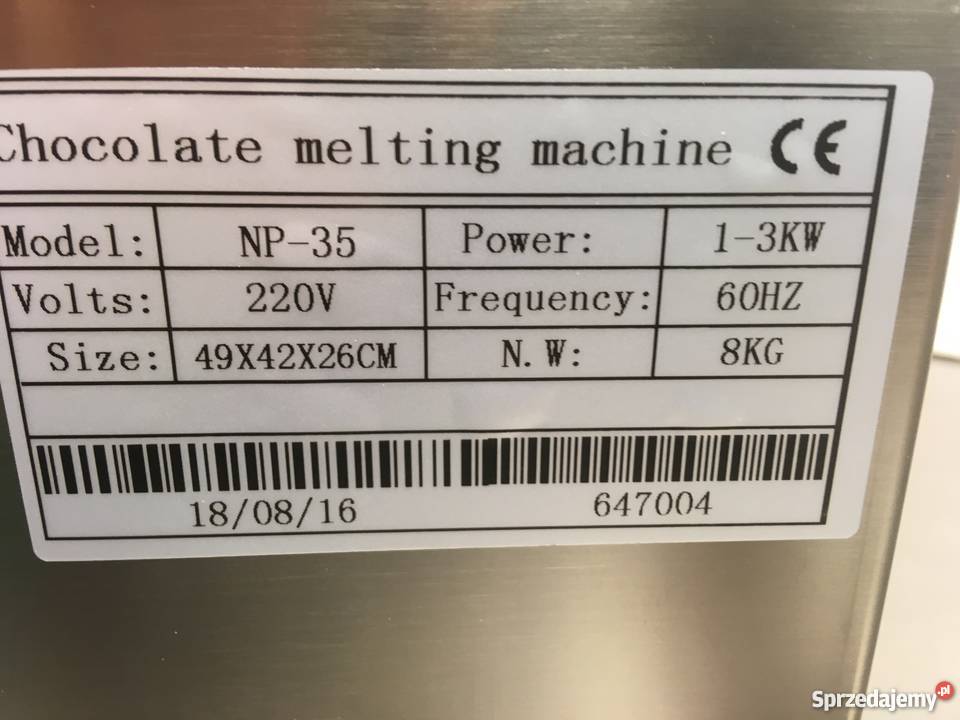 Chocolate melting machine CE
Model: NP-35 Power: 1-3KW
Volts: 220V Frequency: 60HZ
Size: 49X42X26CM N.W: 8KG
18/08/16 647004
Sprzedajemy.pl